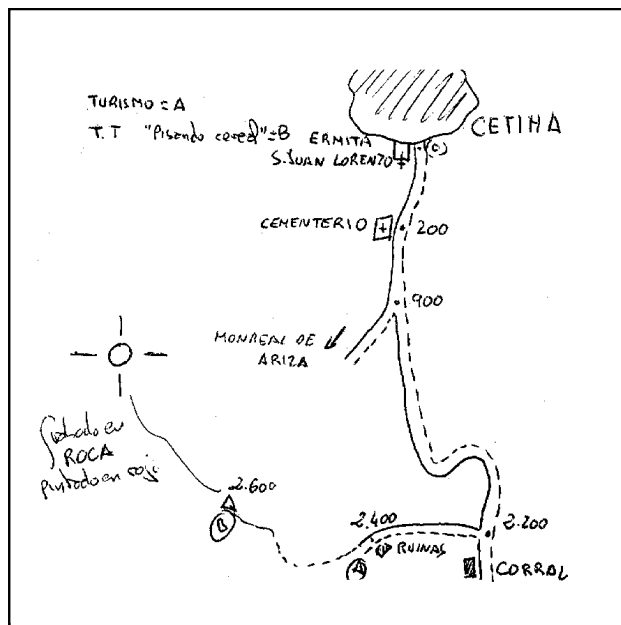 TURISMO = A
T.T "Pisando cereal" = B
ERMITA
S. JUAN LORENZO
CETINA
(0)
CEMENTERIO
200
900
MONREAL DE
ARIZA
en
ROCA
pintado en rojo
2.600
B
2.400
2.200
RUINAS
A
CORRAL